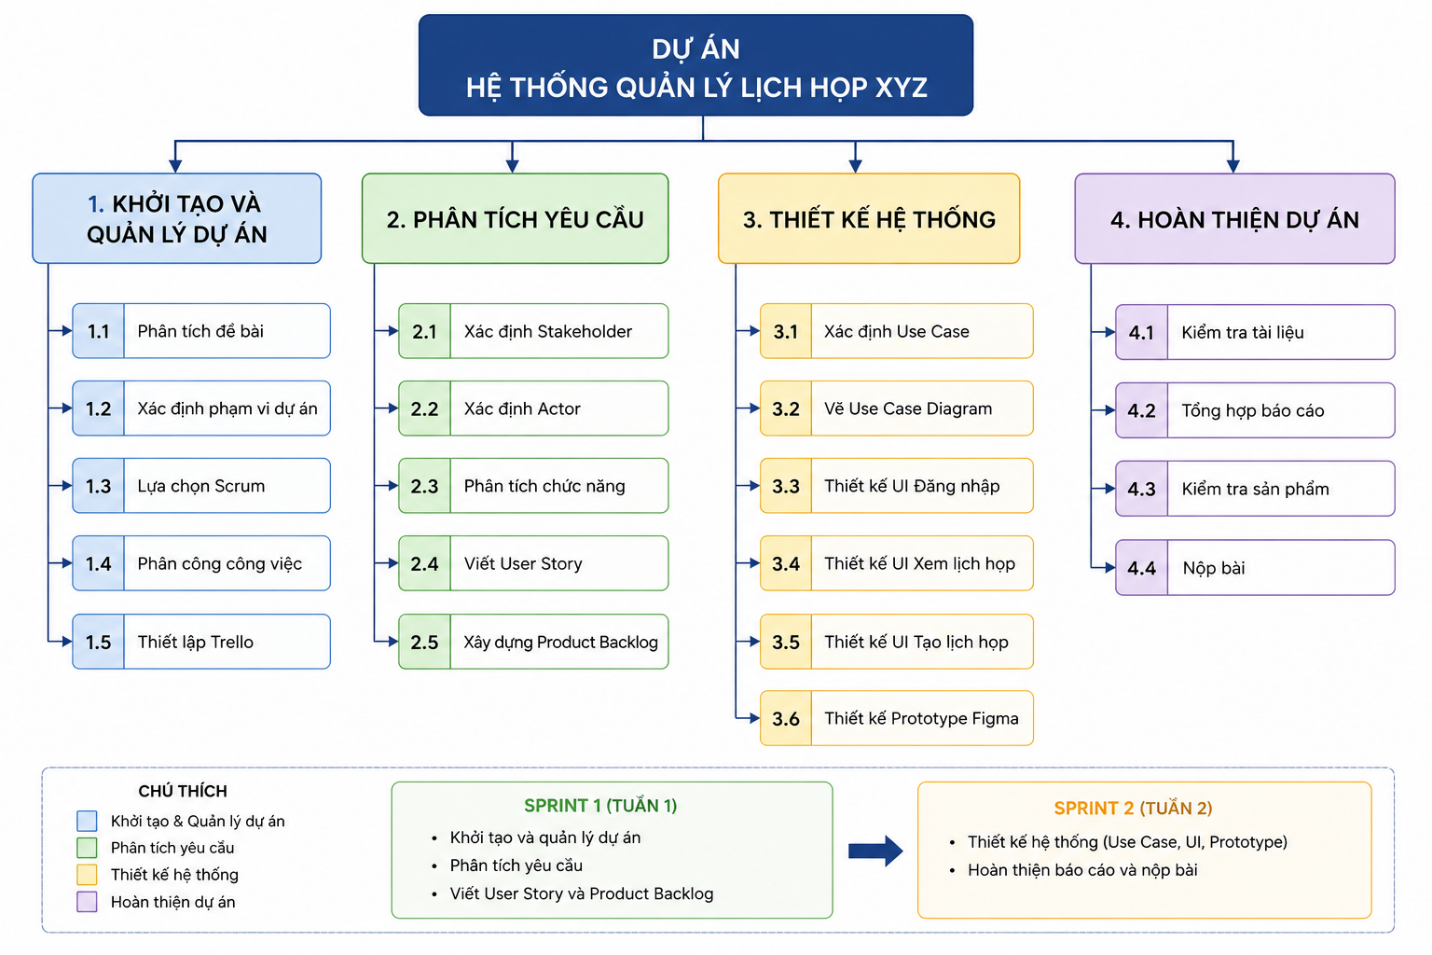 DỰ ÁN
HỆ THỐNG QUẢN LÝ LỊCH HỌP XYZ
1. KHỞI TẠO VÀ
QUẢN LÝ DỰ ÁN
1.1 Phân tích đề bài
1.2 Xác định phạm vi dự án
1.3 Lựa chọn Scrum
1.4 Phân công công việc
1.5 Thiết lập Trello
2. PHÂN TÍCH YÊU CẦU
2.1 Xác định Stakeholder
2.2 Xác định Actor
2.3 Phân tích chức năng
2.4 Viết User Story
2.5 Xây dựng Product Backlog
3. THIẾT KẾ HỆ THỐNG
3.1 Xác định Use Case
3.2 Vẽ Use Case Diagram
3.3 Thiết kế UI Đăng nhập
3.4 Thiết kế UI Xem lịch họp
3.5 Thiết kế UI Tạo lịch họp
3.6 Thiết kế Prototype Figma
4. HOÀN THIỆN DỰ ÁN
4.1 Kiểm tra tài liệu
4.2 Tổng hợp báo cáo
4.3 Kiểm tra sản phẩm
4.4 Nộp bài
CHÚ THÍCH
Khởi tạo & Quản lý dự án
Phân tích yêu cầu
Thiết kế hệ thống
Hoàn thiện dự án
SPRINT 1 (TUẦN 1)
• Khởi tạo và quản lý dự án
• Phân tích yêu cầu
• Viết User Story và Product Backlog
SPRINT 2 (TUẦN 2)
• Thiết kế hệ thống (Use Case, UI, Prototype)
• Hoàn thiện báo cáo và nộp bài